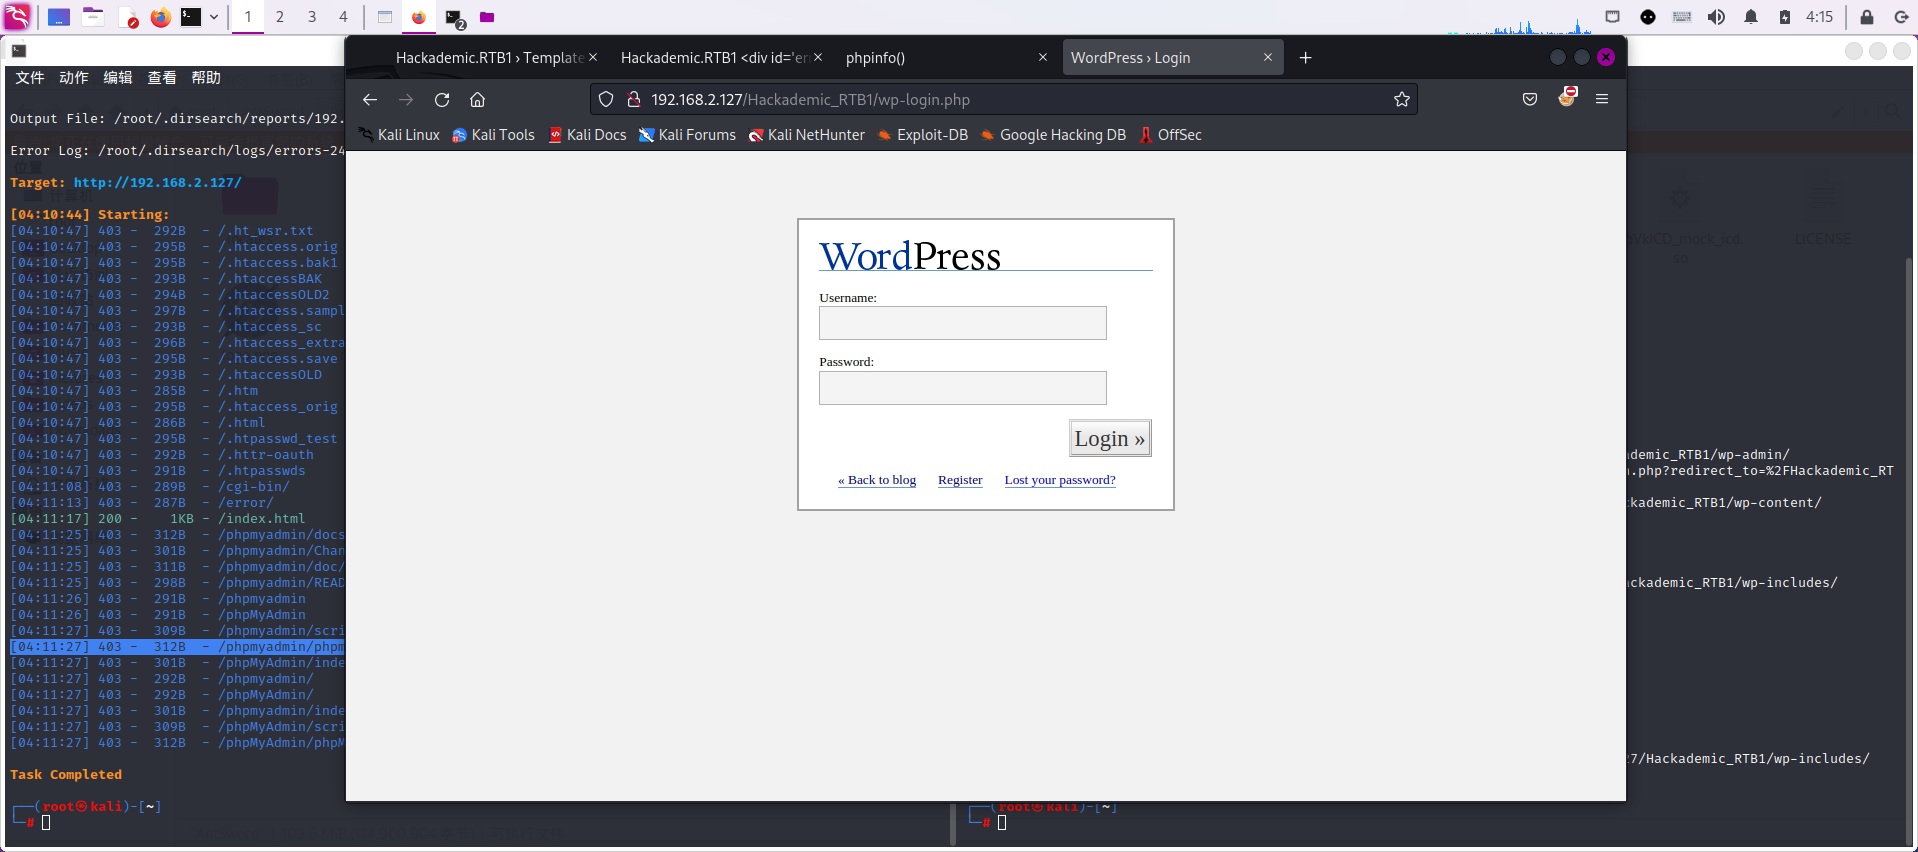 1 2 3 4 2 4:15
文件 动作 编辑 查看 帮助
Output File: /root/.dirsearch/reports/192.
Error Log: /root/.dirsearch/logs/errors-24
Target: http://192.168.2.127/
[04:10:44] Starting:
[04:10:47] 403 - 292B - /.ht_wsr.txt
[04:10:47] 403 - 295B - /.htaccess.orig
[04:10:47] 403 - 295B - /.htaccess.bak1
[04:10:47] 403 - 293B - /.htaccessBAK
[04:10:47] 403 - 294B - /.htaccessOLD2
[04:10:47] 403 - 297B - /.htaccess.sampl
[04:10:47] 403 - 293B - /.htaccess_sc
[04:10:47] 403 - 296B - /.htaccess_extra
[04:10:47] 403 - 295B - /.htaccess.save
[04:10:47] 403 - 293B - /.htaccessOLD
[04:10:47] 403 - 285B - /.htm
[04:10:47] 403 - 295B - /.htaccess_orig
[04:10:47] 403 - 286B - /.html
[04:10:47] 403 - 295B - /.htpasswd_test
[04:10:47] 403 - 292B - /.httr-oauth
[04:10:47] 403 - 291B - /.htpasswds
[04:11:08] 403 - 289B - /cgi-bin/
[04:11:13] 403 - 287B - /error/
[04:11:17] 200 - 1KB - /index.html
[04:11:25] 403 - 312B - /phpmyadmin/docs
[04:11:25] 403 - 301B - /phpmyadmin/Chan
[04:11:25] 403 - 311B - /phpmyadmin/doc/
[04:11:25] 403 - 298B - /phpmyadmin/READ
[04:11:26] 403 - 291B - /phpmyadmin
[04:11:26] 403 - 291B - /phpMyAdmin
[04:11:27] 403 - 309B - /phpmyadmin/scri
[04:11:27] 403 - 312B - /phpmyadmin/phpm
[04:11:27] 403 - 301B - /phpMyAdmin/inde
[04:11:27] 403 - 292B - /phpmyadmin/
[04:11:27] 403 - 292B - /phpMyAdmin/
[04:11:27] 403 - 301B - /phpmyadmin/inde
[04:11:27] 403 - 309B - /phpMyAdmin/scri
[04:11:27] 403 - 312B - /phpMyAdmin/phpM
Task Completed
┌──(root㉿kali)-[~]
└─#
Hackademic.RTB1 › Template
Hackademic.RTB1 <div id='er
phpinfo()
WordPress › Login
192.168.2.127/Hackademic_RTB1/wp-login.php
Kali Linux Kali Tools Kali Docs Kali Forums Kali NetHunter Exploit-DB Google Hacking DB OffSec
WordPress
Username:
Password:
Login »
« Back to blog Register Lost your password?
LICENSE
ademic_RTB1/wp-admin/
.php?redirect_to=%2FHackademic_RT
kademic_RTB1/wp-content/
ckademic_RTB1/wp-includes/
7/Hackademic_RTB1/wp-includes/
┌──(root㉿kali)-[~]
└─#